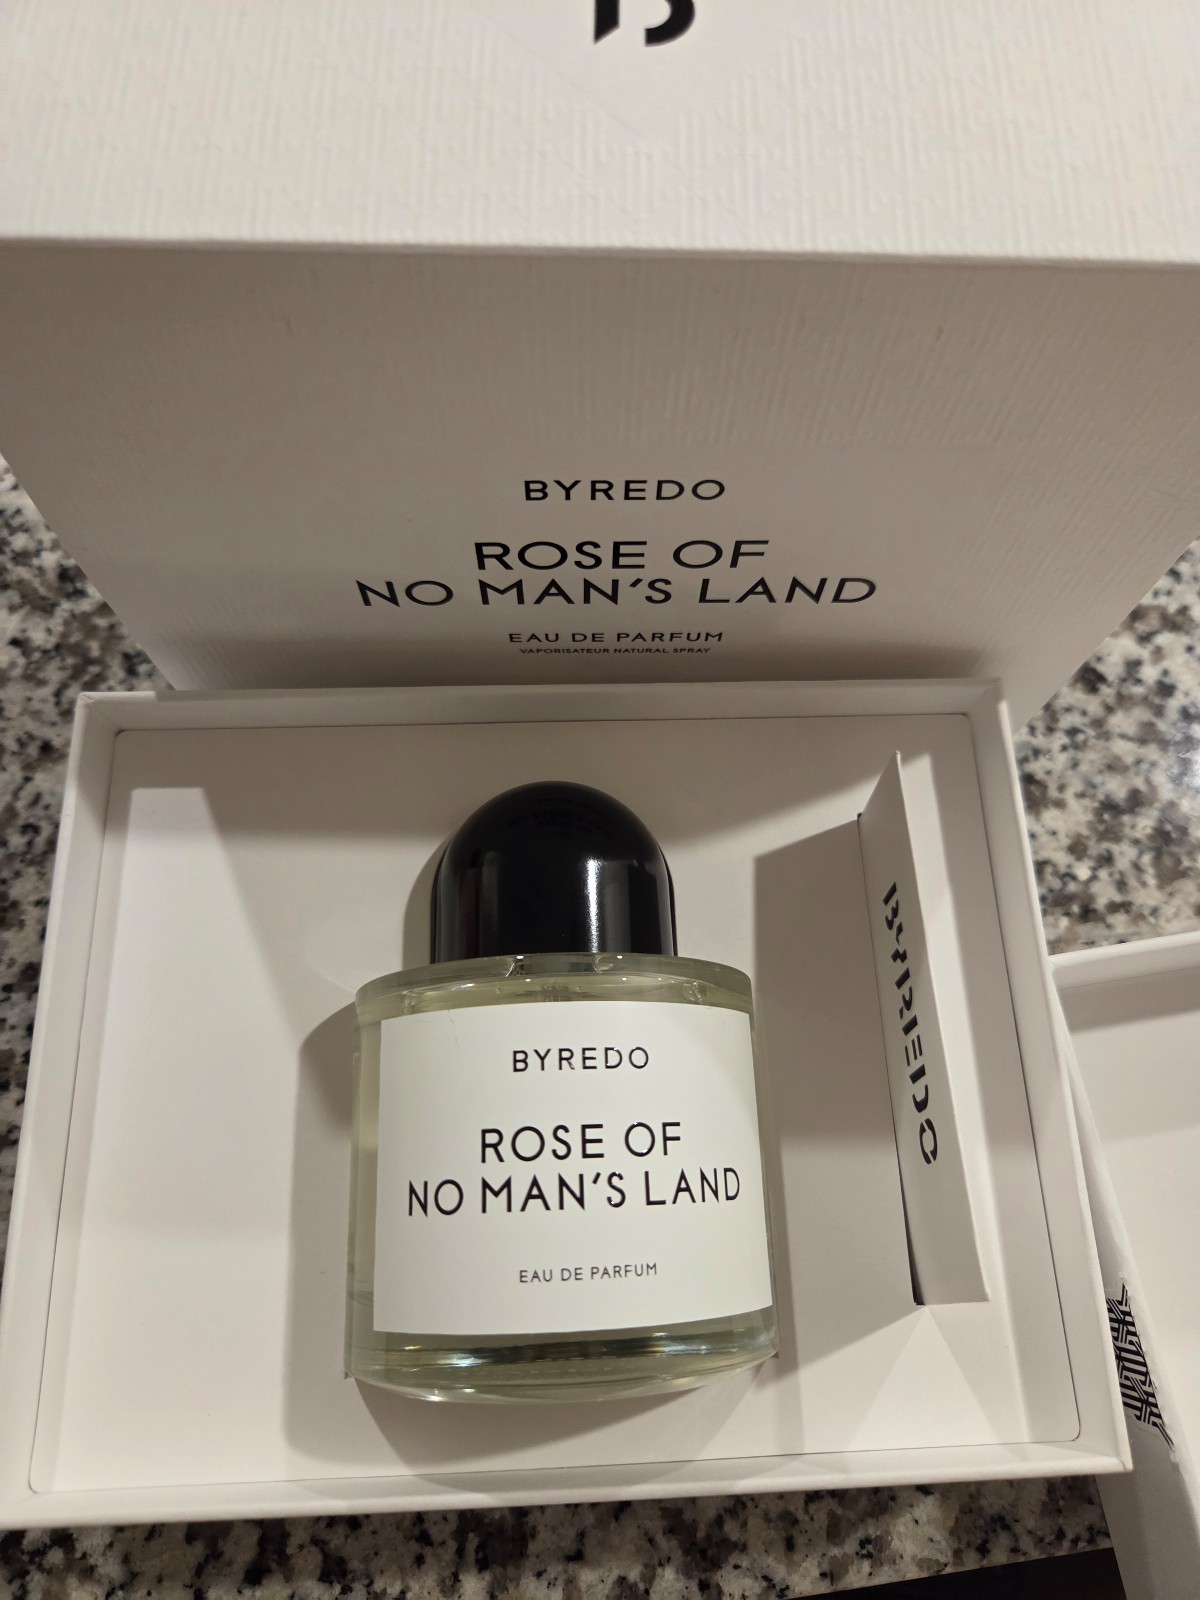 B
BYREDO
ROSE OF
NO MAN'S LAND
EAU DE PARFUM
VAPORISATEUR NATURAL SPRAY
BYREDO
BYREDO
ROSE OF
NO MAN'S LAND
EAU DE PARFUM